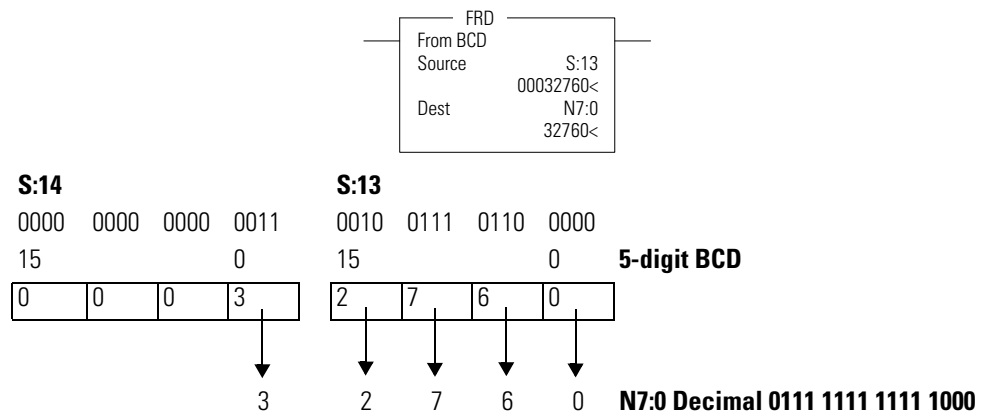 FRD
From BCD
Source S:13
00032760<
Dest N7:0
32760<
S:14 S:13
0000 0000 0000 0011 0010 0111 0110 0000
15 0 15 0 5-digit BCD
0 0 0 3 2 7 6 0
3 2 7 6 0 N7:0 Decimal 0111 1111 1111 1000